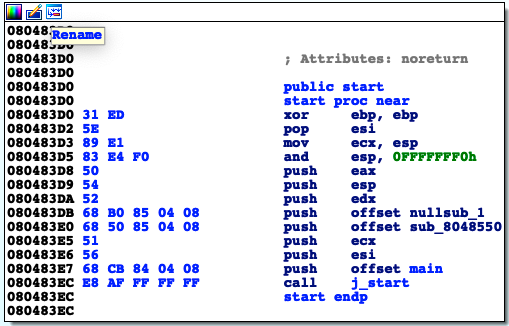 080483D0
Rename
080483D0
080483D0 ; Attributes: noreturn
080483D0
080483D0 public start
080483D0 start proc near
080483D0 31 ED xor ebp, ebp
080483D2 5E pop esi
080483D3 89 E1 mov ecx, esp
080483D5 83 E4 F0 and esp, 0FFFFFFF0h
080483D8 50 push eax
080483D9 54 push esp
080483DA 52 push edx
080483DB 68 B0 85 04 08 push offset nullsub_1
080483E0 68 50 85 04 08 push offset sub_8048550
080483E5 51 push ecx
080483E6 56 push esi
080483E7 68 CB 84 04 08 push offset main
080483EC E8 AF FF FF FF call j_start
080483EC start endp
080483EC